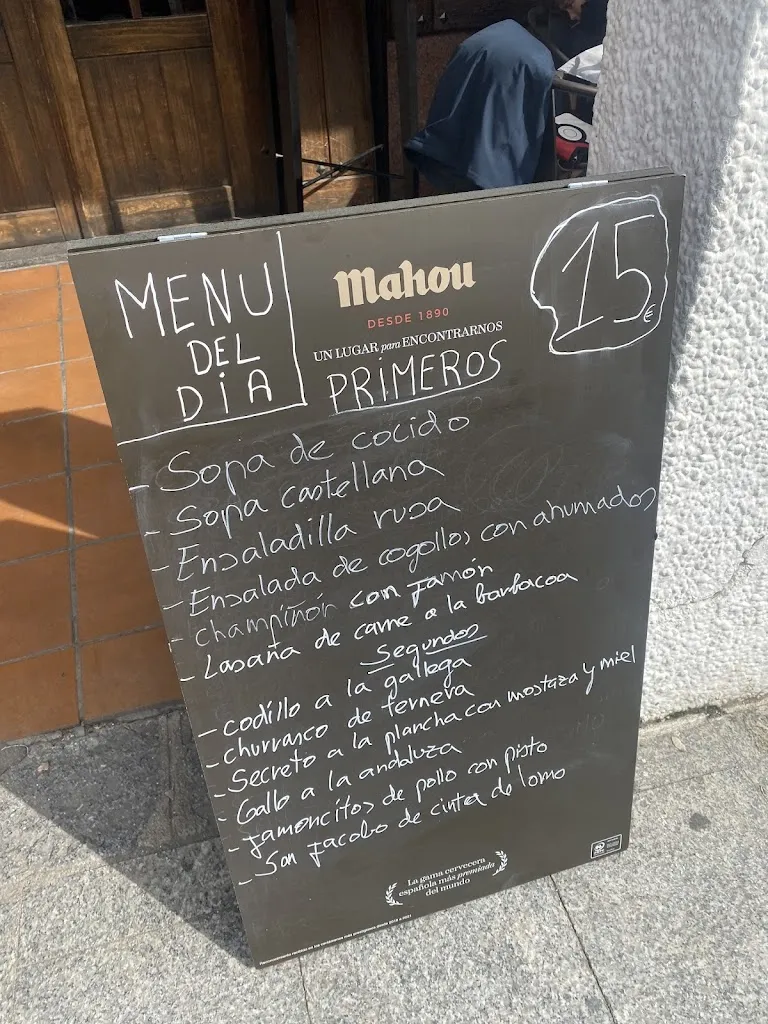 MENU
DEL
DiA
Mahou
DESDE 1890
UN LUGAR para ENCONTRARNOS
15€
PRIMEROS
- Sopa de cocido
- Sopa castellana
- Ensaladilla rusa
- Ensalada de cogollos con ahumados
- champiñón con Jamón
- Lasaña de carne a la barbacoa
Segundos
- codillo a la gallega
- churrasco de ternera
- Secreto a la plancha con mostaza y miel
- Gallo a la andaluza
- Jamoncitos de pollo con pisto
- San Jacobo de cinta de lomo
La gama cervecera
española más premiada
del mundo